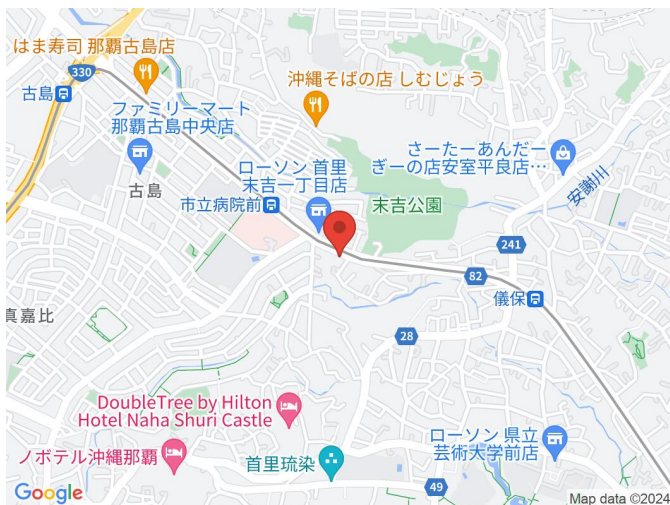 はま寿司 那覇古島店
330
古島
沖縄そばの店 しむじょう
ファミリーマート
那覇古島中央店
さーたーあんだー
ぎーの店安室平良店…
ローソン 首里
末吉一丁目店
安謝川
古島
市立病院前
末吉公園
241
82
儀保
真嘉比
28
DoubleTree by Hilton
Hotel Naha Shuri Castle
ローソン 県立
芸術大学前店
ノボテル沖縄那覇
首里琉染
49
Google
Map data ©2024